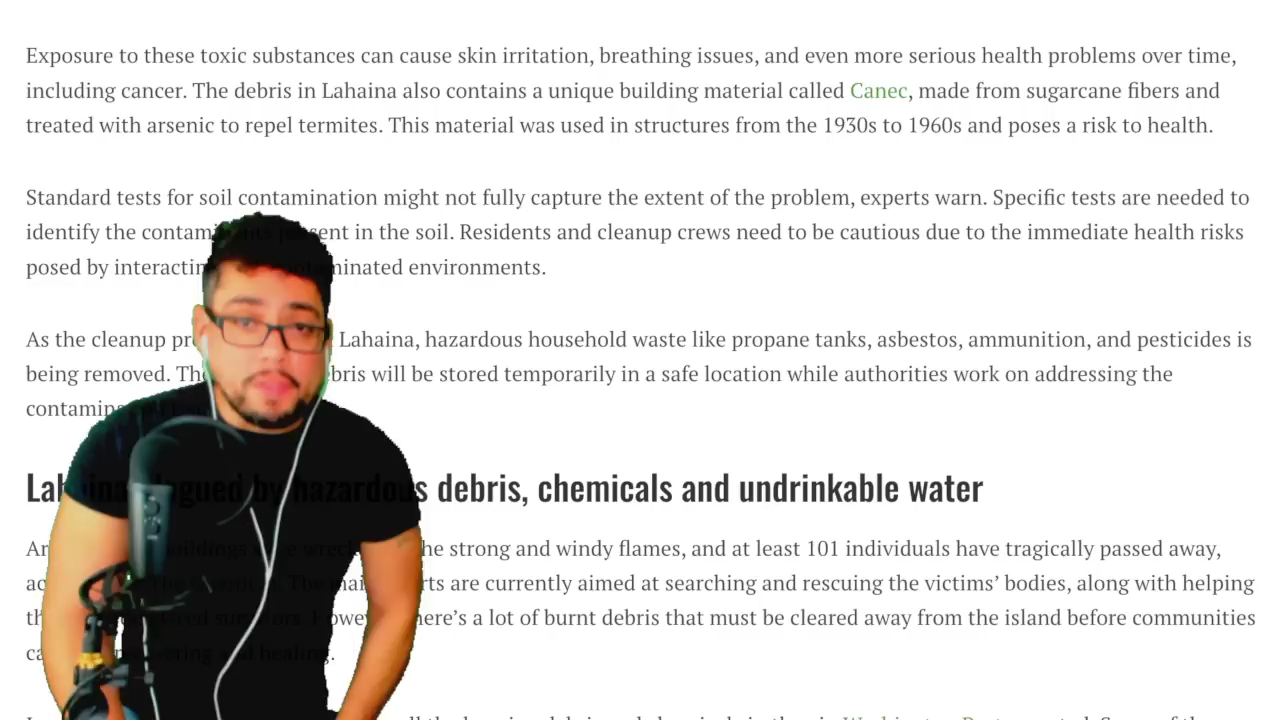 Exposure to these toxic substances can cause skin irritation, breathing issues, and even more serious health problems over time,
including cancer. The debris in Lahaina also contains a unique building material called Canec, made from sugarcane fibers and
treated with arsenic to repel termites. This material was used in structures from the 1930s to 1960s and poses a risk to health.
Standard tests for soil contamination might not fully capture the extent of the problem, experts warn. Specific tests are needed to
identify the in the soil. Residents and cleanup crews need to be cautious due to the immediate health risks
posed by environments.
As the cleanup Lahaina, hazardous household waste like propane tanks, asbestos, ammunition, and pesticides is
being removed. will be stored temporarily in a safe location while authorities work on addressing the
Lahaina plagued by hazardous debris, chemicals and undrinkable water
buildings the strong and windy flames, and at least 101 individuals have tragically passed away,
are currently aimed at searching and rescuing the victims’ bodies, along with helping
there’s a lot of burnt debris that must be cleared away from the island before communities
healing.